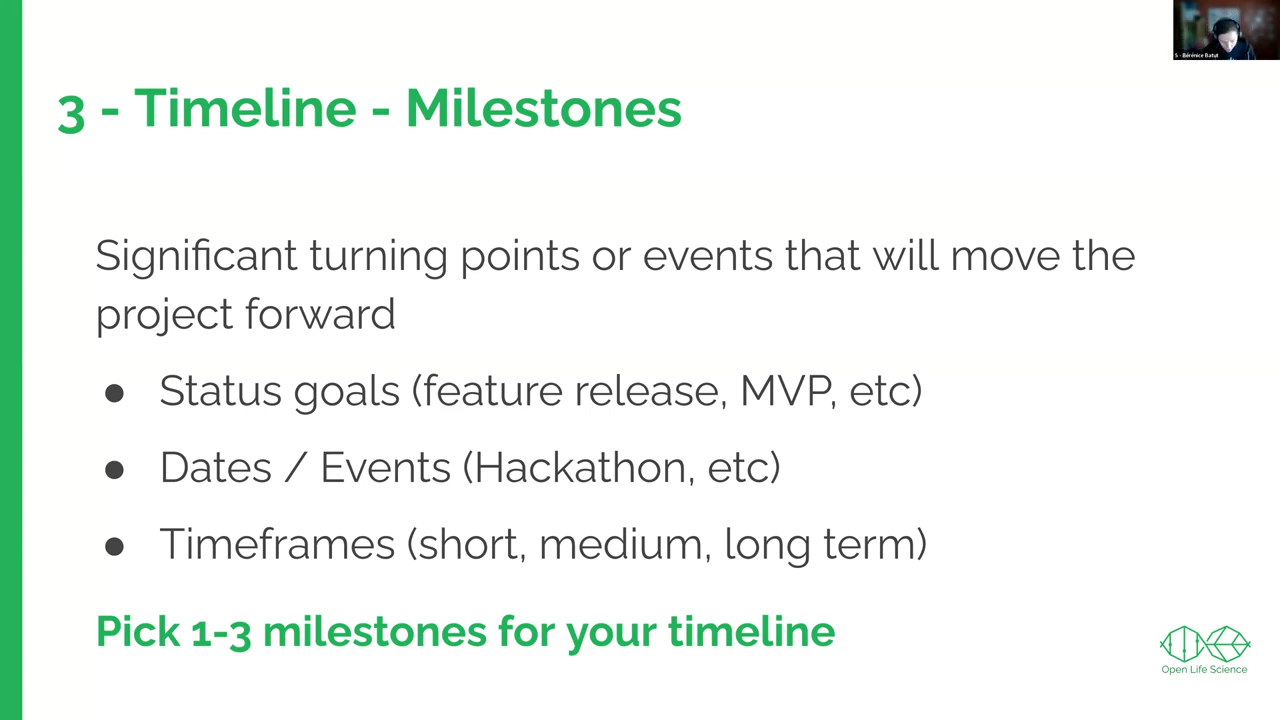 S - Bérénice Batut
3 - Timeline - Milestones
Significant turning points or events that will move the
project forward
● Status goals (feature release, MVP, etc)
● Dates / Events (Hackathon, etc)
● Timeframes (short, medium, long term)
Pick 1-3 milestones for your timeline
Open Life Science